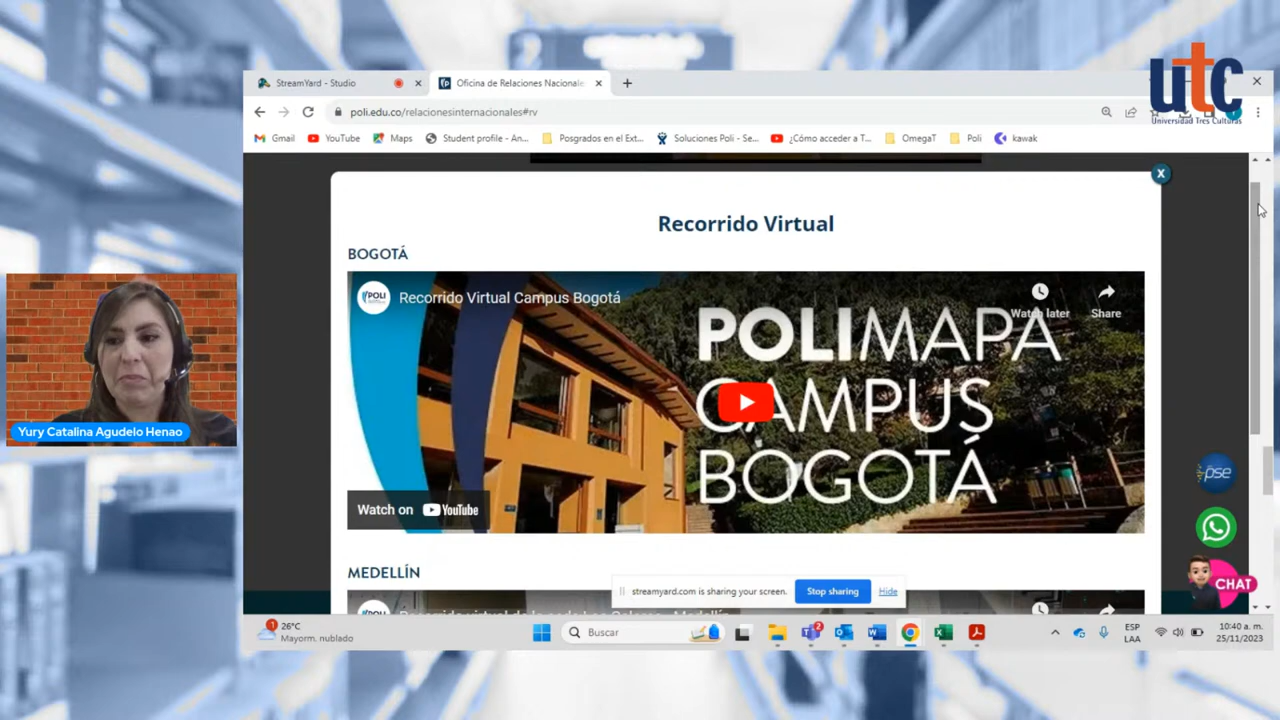 utc
Universidad Tres Culturas
StreamYard - Studio
Oficina de Relaciones Nacionale
poli.edu.co/relacionesinternacionales#rv
Gmail
YouTube
Maps
Student profile - An...
Posgrados en el Ext...
Soluciones Poli - Se...
¿Cómo acceder a T...
OmegaT
Poli
kawak
X
Recorrido Virtual
BOGOTÁ
POLI
Recorrido Virtual Campus Bogotá
Watch later
Share
POLIMAPA
CAMPUS
BOGOTÁ
Watch on YouTube
Yury Catalina Agudelo Henao
pse
CHAT
MEDELLÍN
streamyard.com is sharing your screen.
Stop sharing
Hide
1
26°C
Mayorm. nublado
Buscar
2
ESP
LAA
10:40 a. m.
25/11/2023